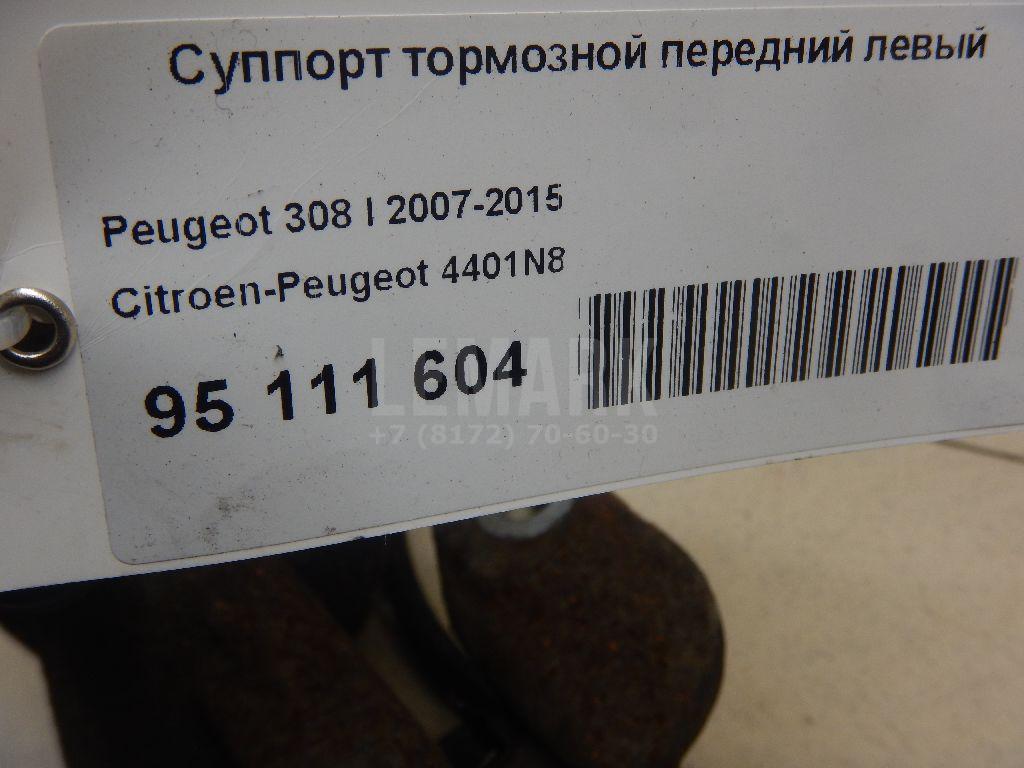 Суппорт тормозной передний левый
Peugeot 308 I 2007-2015
Citroen-Peugeot 4401N8
95 111 604
LEMARK
+7 (8172) 70-60-30